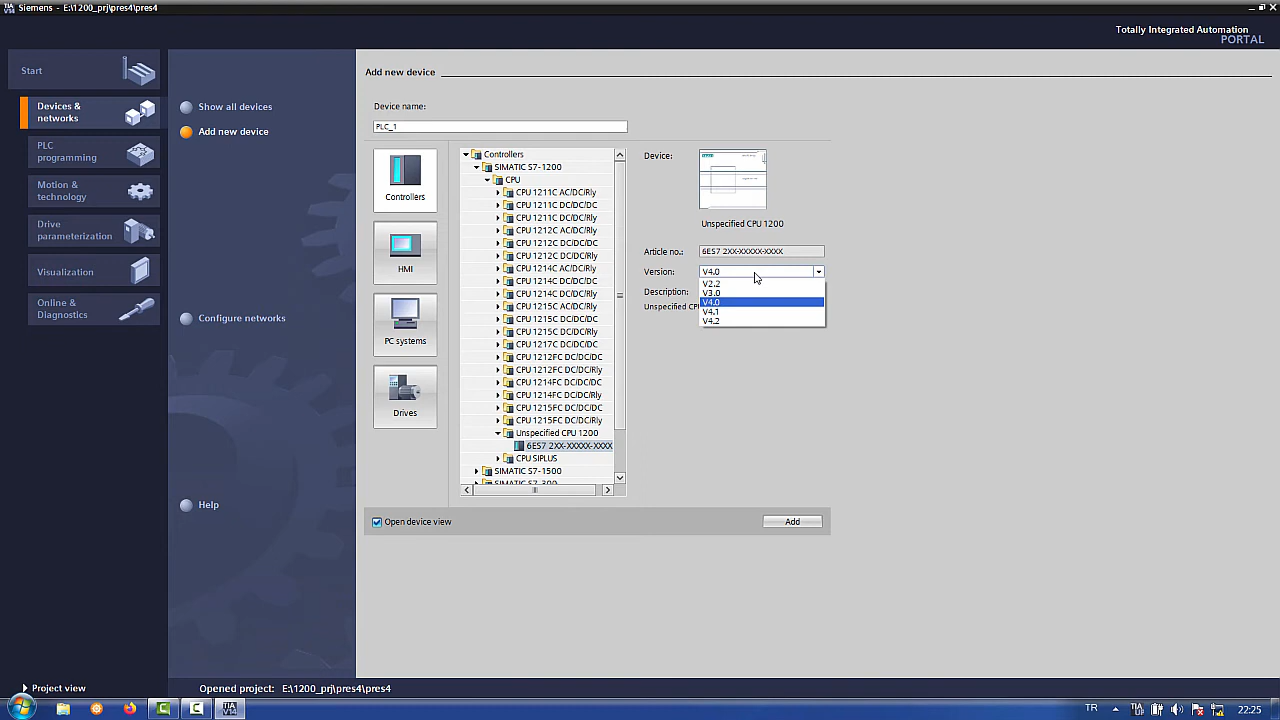 Siemens - E:\1200_prj\pres4\pres4
Totally Integrated Automation
PORTAL
Start
Devices &
networks
PLC
programming
Motion &
technology
Drive
parameterization
Visualization
Online &
Diagnostics
Show all devices
Add new device
Configure networks
Help
Add new device
Device name:
PLC_1
Controllers
HMI
PC systems
Drives
Controllers
SIMATIC S7-1200
CPU
CPU 1211C AC/DC/Rly
CPU 1211C DC/DC/DC
CPU 1211C DC/DC/Rly
CPU 1212C AC/DC/Rly
CPU 1212C DC/DC/DC
CPU 1212C DC/DC/Rly
CPU 1214C AC/DC/Rly
CPU 1214C DC/DC/DC
CPU 1214C DC/DC/Rly
CPU 1215C AC/DC/Rly
CPU 1215C DC/DC/DC
CPU 1215C DC/DC/Rly
CPU 1217C DC/DC/DC
CPU 1212FC DC/DC/DC
CPU 1212FC DC/DC/Rly
CPU 1214FC DC/DC/DC
CPU 1214FC DC/DC/Rly
CPU 1215FC DC/DC/DC
CPU 1215FC DC/DC/Rly
Unspecified CPU 1200
6ES7 2XX-XXXXX-XXXX
CPU SIPLUS
SIMATIC S7-1500
SIMATIC S7-300
Device:
Unspecified CPU 1200
Article no.:
6ES7 2XX-XXXXX-XXXX
Version:
V4.0
V2.2
V3.0
V4.0
V4.1
V4.2
Description:
Unspecified CP
Open device view
Add
Project view
Opened project: E:\1200_prj\pres4\pres4
TIA
V14
TR
22:25